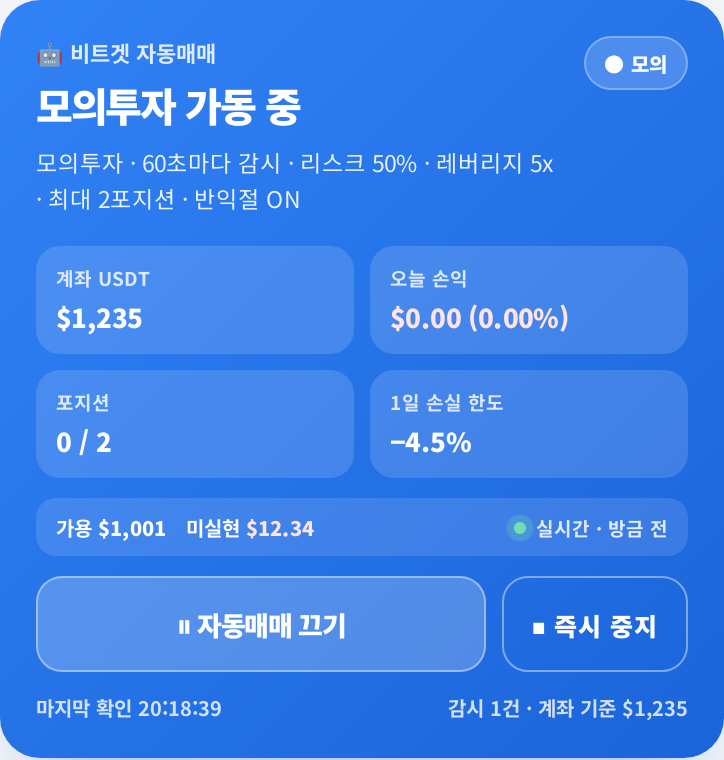 🤖 비트겟 자동매매
● 모의
모의투자 가동 중
모의투자 · 60초마다 감시 · 리스크 50% · 레버리지 5x
· 최대 2포지션 · 반익절 ON
계좌 USDT
$1,235
오늘 손익
$0.00 (0.00%)
포지션
0 / 2
1일 손실 한도
−4.5%
가용 $1,001 미실현 $12.34
실시간 · 방금 전
⏸ 자동매매 끄기
■ 즉시 중지
마지막 확인 20:18:39
감시 1건 · 계좌 기준 $1,235